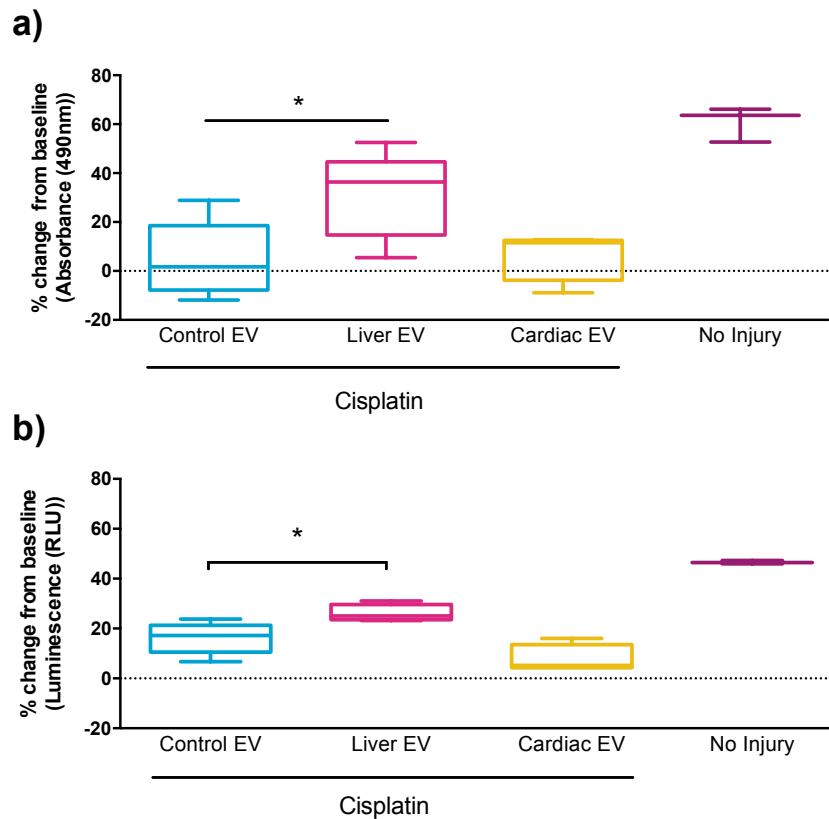 a)
% change from baseline
(Absorbance (490nm))
80
60
40
20
0
-20
*
Control EV
Liver EV
Cardiac EV
No Injury
Cisplatin
b)
% change from baseline
(Luminescence (RLU))
80
60
40
20
0
-20
*
Control EV
Liver EV
Cardiac EV
No Injury
Cisplatin